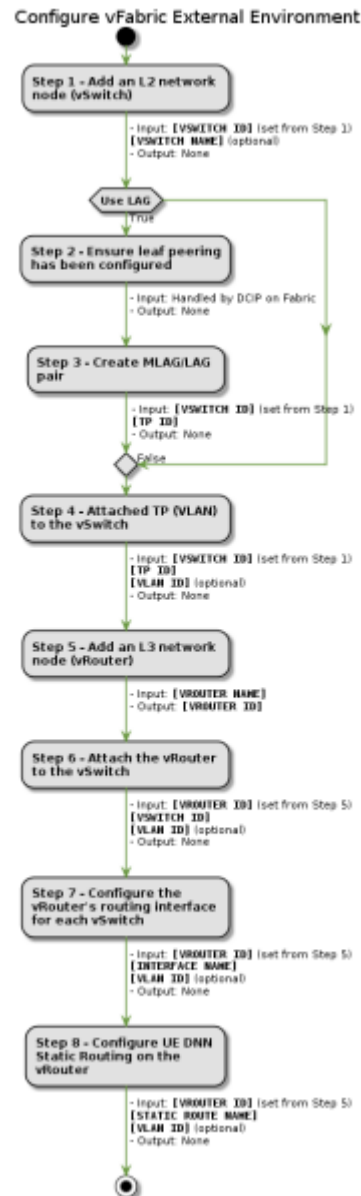 Configure vFabric External Environment
Step 1 - Add an L2 network
node (vSwitch)
- Input: [VSWITCH ID] (set from Step 1)
[VSWITCH NAME] (optional)
- Output: None
Use LAG
True
Step 2 - Ensure leaf peering
has been configured
- Input: Handled by DCIP on Fabric
- Output: None
Step 3 - Create MLAG/LAG
pair
- Input: [VSWITCH ID] (set from Step 1)
[TP ID]
- Output: None
False
Step 4 - Attached TP (VLAN)
to the vSwitch
- Input: [VSWITCH ID] (set from Step 1)
[TP ID]
[VLAN ID] (optional)
- Output: None
Step 5 - Add an L3 network
node (vRouter)
- Input: [VROUTER NAME]
- Output: [VROUTER ID]
Step 6 - Attach the vRouter
to the vSwitch
- Input: [VROUTER ID] (set from Step 5)
[VSWITCH ID]
[VLAN ID] (optional)
- Output: None
Step 7 - Configure the
vRouter's routing interface
for each vSwitch
- Input: [VROUTER ID] (set from Step 5)
[INTERFACE NAME]
[VLAN ID] (optional)
- Output: None
Step 8 - Configure UE DNN
Static Routing on the
vRouter
- Input: [VROUTER ID] (set from Step 5)
[STATIC ROUTE NAME]
[VLAN ID] (optional)
- Output: None